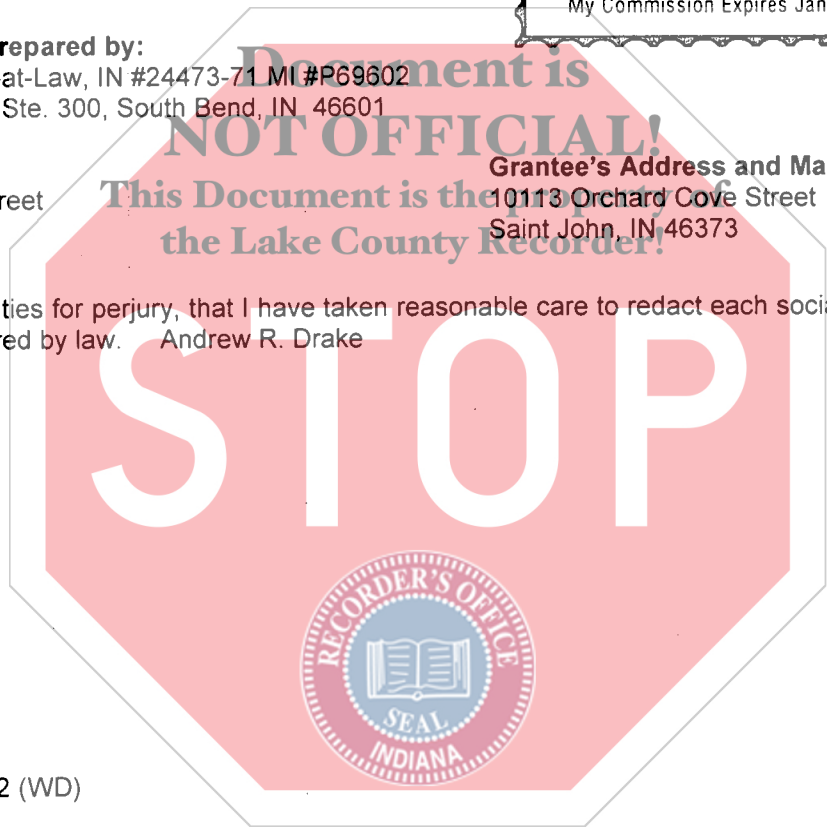 My Commission Expires Jan
repared by:
-at-Law, IN #24473-71 MI #P69602
Ste. 300, South Bend, IN 46601
Document is
NOT OFFICIAL!
This Document is the property of
the Lake County Recorder!
Grantee's Address and Ma
reet
10113 Orchard Cove Street
Saint John, IN 46373
ties for perjury, that I have taken reasonable care to redact each socia
red by law. Andrew R. Drake
STOP
RECORDER'S OFFICE
SEAL
INDIANA
2 (WD)